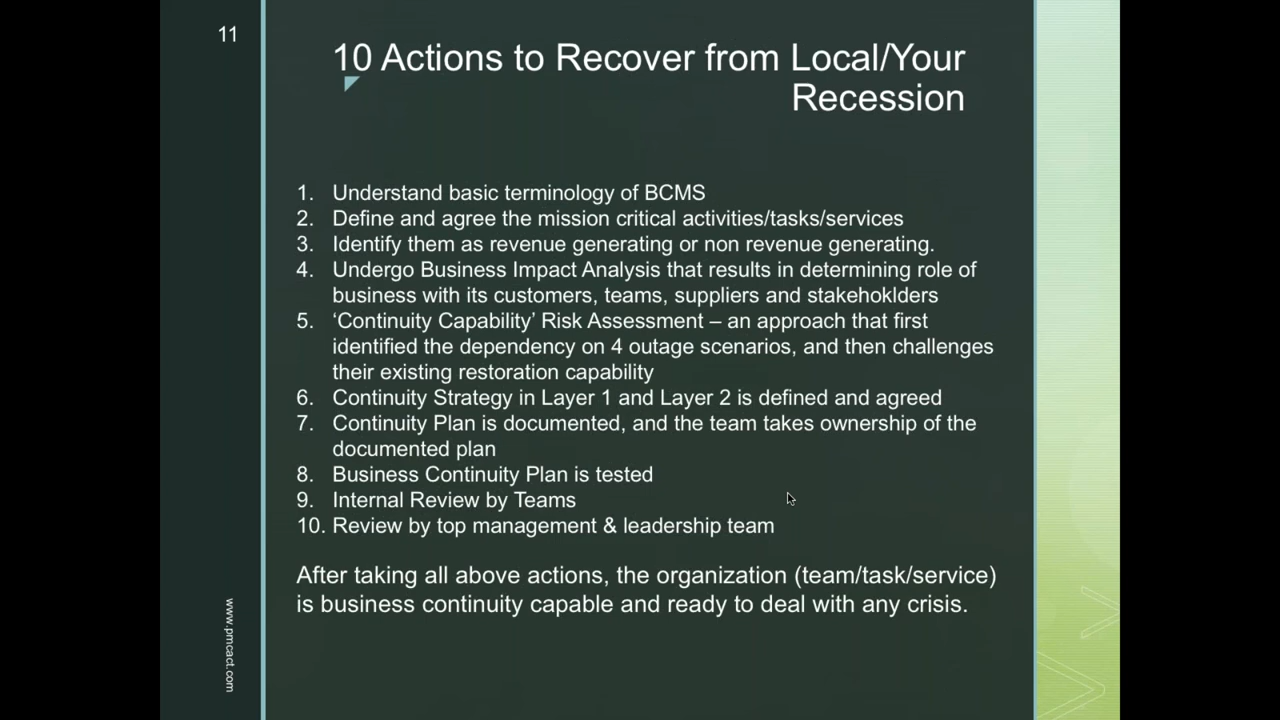 11
10 Actions to Recover from Local/Your
Recession
1. Understand basic terminology of BCMS
2. Define and agree the mission critical activities/tasks/services
3. Identify them as revenue generating or non revenue generating.
4. Undergo Business Impact Analysis that results in determining role of
business with its customers, teams, suppliers and stakehoklders
5. ‘Continuity Capability’ Risk Assessment – an approach that first
identified the dependency on 4 outage scenarios, and then challenges
their existing restoration capability
6. Continuity Strategy in Layer 1 and Layer 2 is defined and agreed
7. Continuity Plan is documented, and the team takes ownership of the
documented plan
8. Business Continuity Plan is tested
9. Internal Review by Teams
10. Review by top management & leadership team
After taking all above actions, the organization (team/task/service)
is business continuity capable and ready to deal with any crisis.
www.pmcact.com